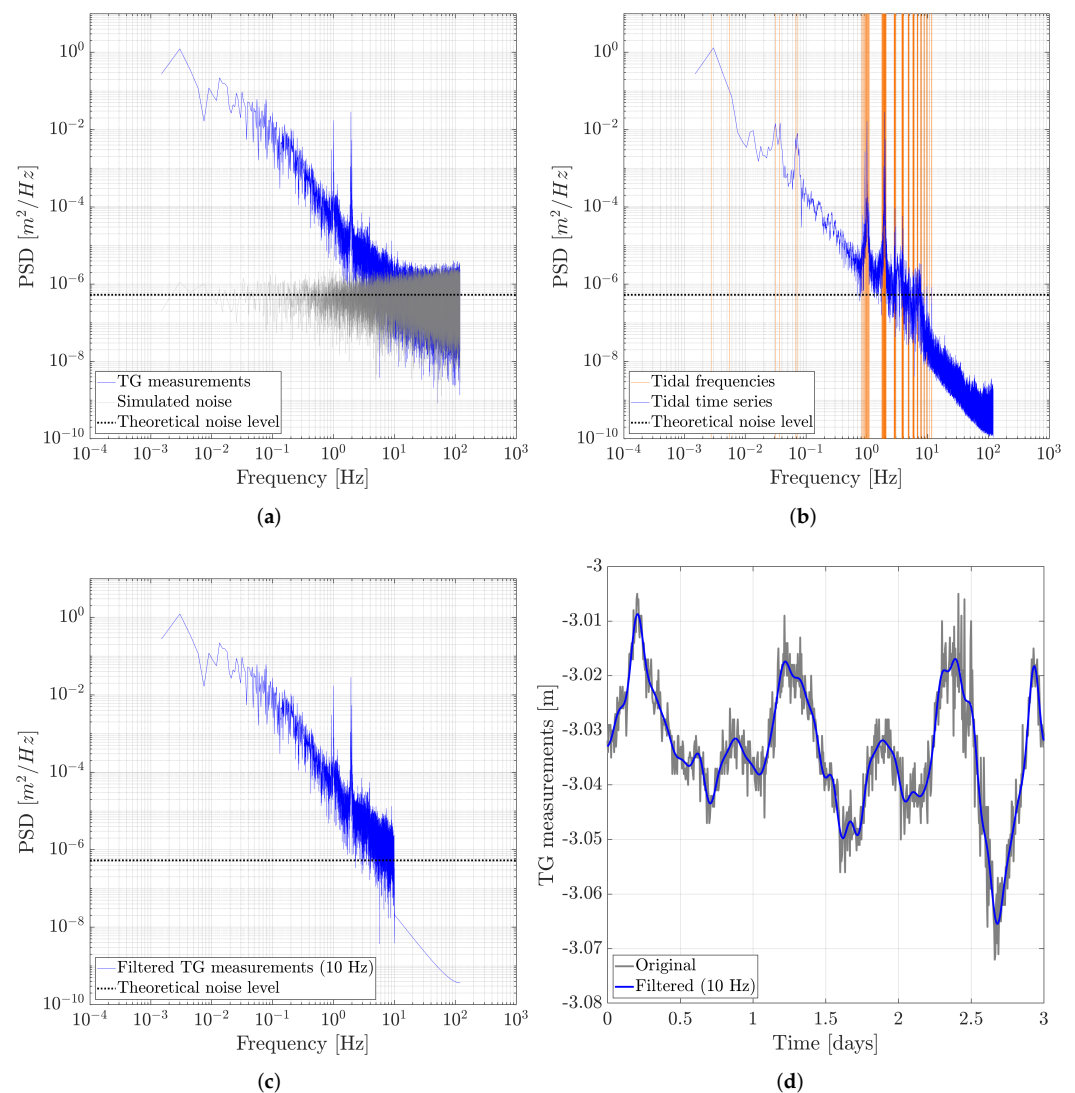 10^0
10^-2
10^-4
10^-6
10^-8
10^-10
PSD [m^2/Hz]
TG measurements
Simulated noise
Theoretical noise level
10^-4 10^-3 10^-2 10^-1 10^0 10^1 10^2 10^3
Frequency [Hz]
(a)
10^0
10^-2
10^-4
10^-6
10^-8
10^-10
PSD [m^2/Hz]
Tidal frequencies
Tidal time series
Theoretical noise level
10^-4 10^-3 10^-2 10^-1 10^0 10^1 10^2 10^3
Frequency [Hz]
(b)
10^0
10^-2
10^-4
10^-6
10^-8
10^-10
PSD [m^2/Hz]
Filtered TG measurements (10 Hz)
Theoretical noise level
10^-4 10^-3 10^-2 10^-1 10^0 10^1 10^2 10^3
Frequency [Hz]
(c)
-3
-3.01
-3.02
-3.03
-3.04
-3.05
-3.06
-3.07
-3.08
TG measurements [m]
Original
Filtered (10 Hz)
0 0.5 1 1.5 2 2.5 3
Time [days]
(d)